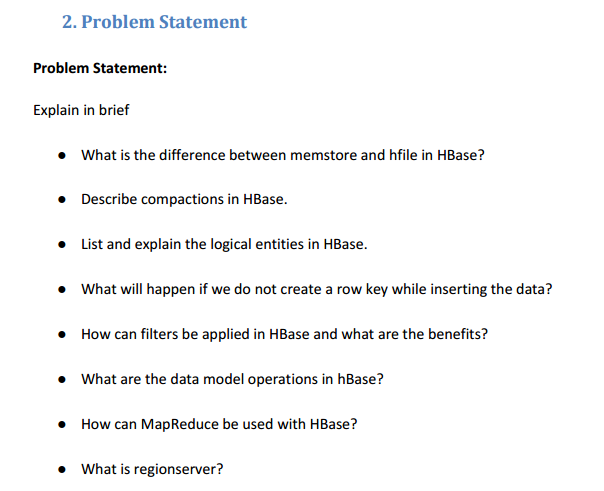 2. Problem Statement
Problem Statement:
Explain in brief
● What is the difference between memstore and hfile in HBase?
● Describe compactions in HBase.
● List and explain the logical entities in HBase.
● What will happen if we do not create a row key while inserting the data?
● How can filters be applied in HBase and what are the benefits?
● What are the data model operations in hBase?
● How can MapReduce be used with HBase?
● What is regionserver?